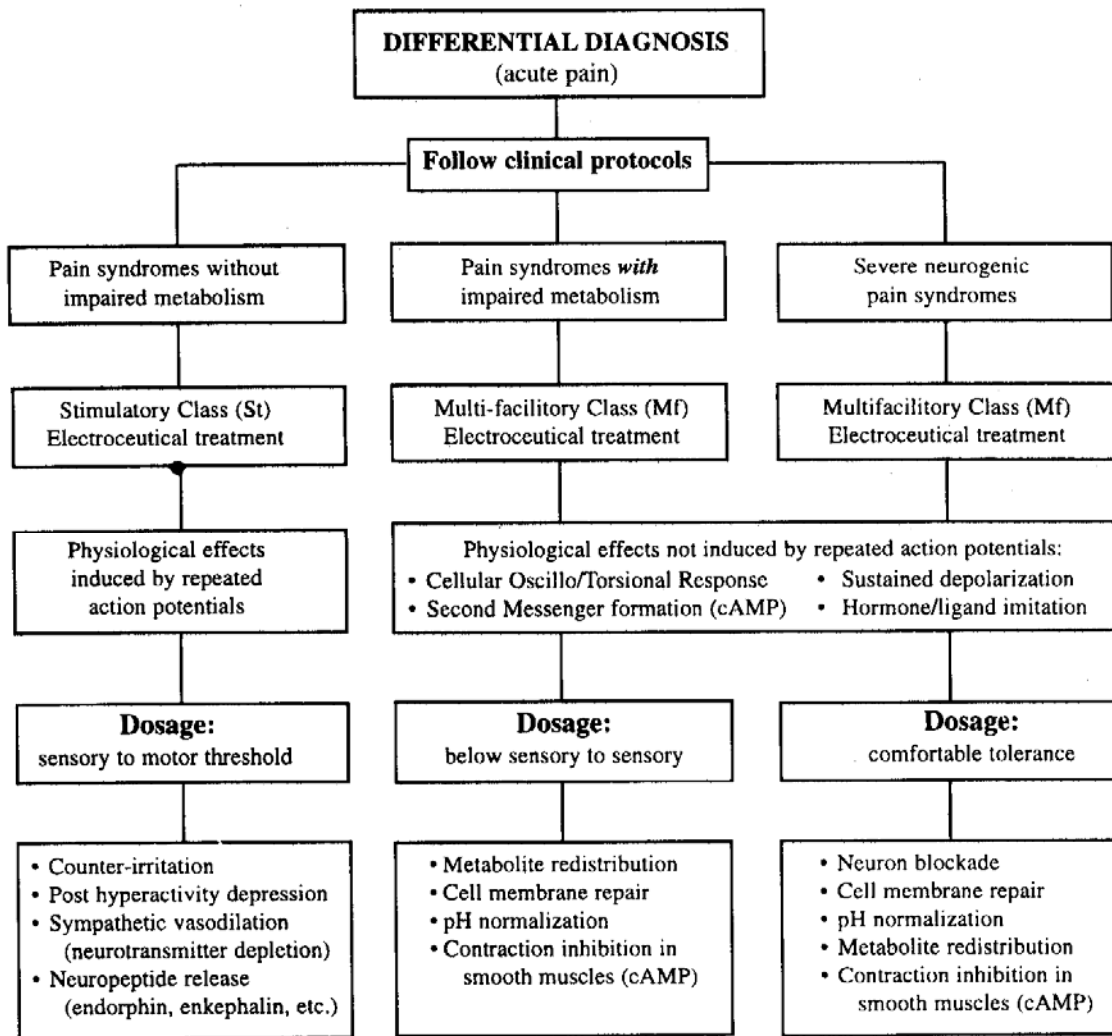 DIFFERENTIAL DIAGNOSIS
(acute pain)
Follow clinical protocols
Pain syndromes without
impaired metabolism
Pain syndromes with
impaired metabolism
Severe neurogenic
pain syndromes
Stimulatory Class (St)
Electroceutical treatment
Multi-facilitory Class (Mf)
Electroceutical treatment
Multifacilitory Class (Mf)
Electroceutical treatment
Physiological effects
induced by repeated
action potentials
Physiological effects not induced by repeated action potentials:
• Cellular Oscillo/Torsional Response
• Second Messenger formation (cAMP)
• Sustained depolarization
• Hormone/ligand imitation
Dosage:
sensory to motor threshold
Dosage:
below sensory to sensory
Dosage:
comfortable tolerance
• Counter-irritation
• Post hyperactivity depression
• Sympathetic vasodilation
(neurotransmitter depletion)
• Neuropeptide release
(endorphin, enkephalin, etc.)
• Metabolite redistribution
• Cell membrane repair
• pH normalization
• Contraction inhibition in
smooth muscles (cAMP)
• Neuron blockade
• Cell membrane repair
• pH normalization
• Metabolite redistribution
• Contraction inhibition in
smooth muscles (cAMP)